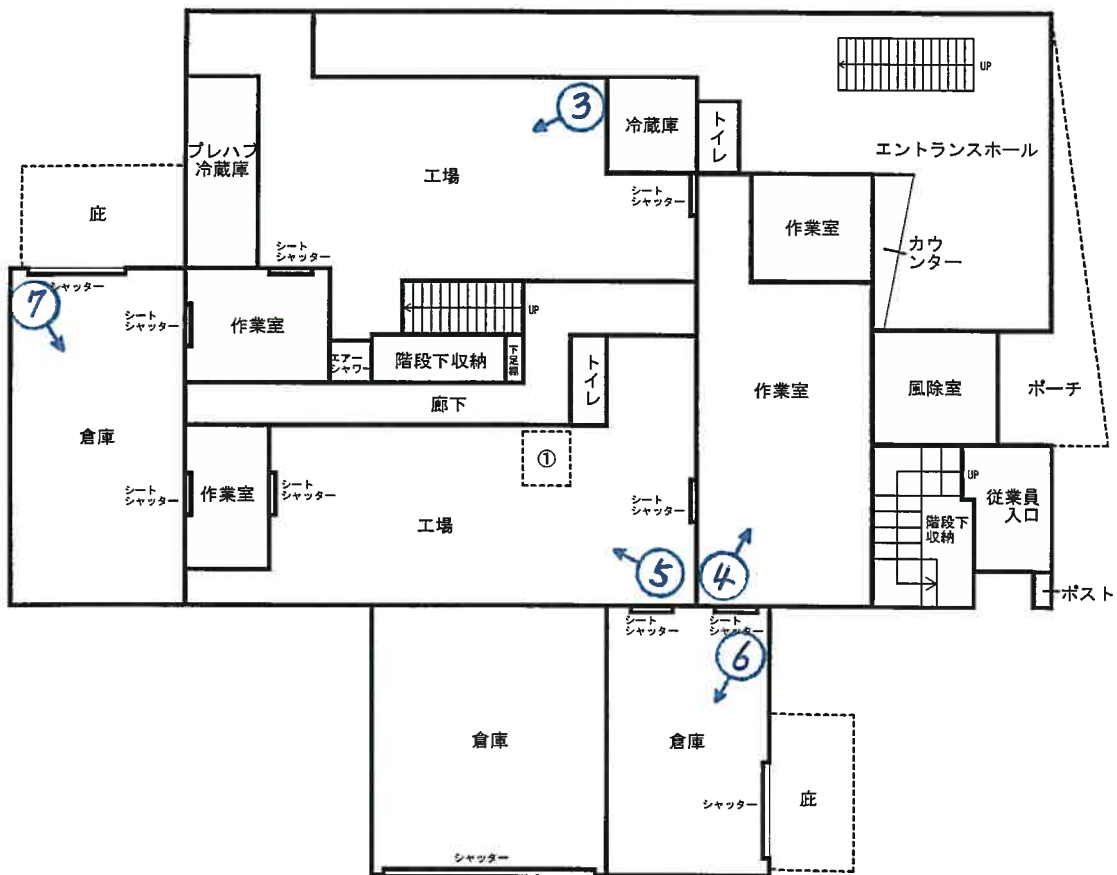 UP
③
冷蔵庫
トイレ
エントランスホール
プレハブ
冷蔵庫
工場
シート
シャッター
庇
作業室
カウ
ンター
シート
シャッター
シャッター
⑦
シート
シャッター
作業室
UP
エアー
シャワー
階段下収納
下足棚
トイレ
作業室
風除室
ポーチ
廊下
倉庫
①
シート
シャッター
作業室
シート
シャッター
シート
シャッター
工場
UP
従業員
入口
階段下
収納
⑤
④
ポスト
シート
シャッター
シート
シャッター
⑥
倉庫
倉庫
シャッター
庇
シャッター